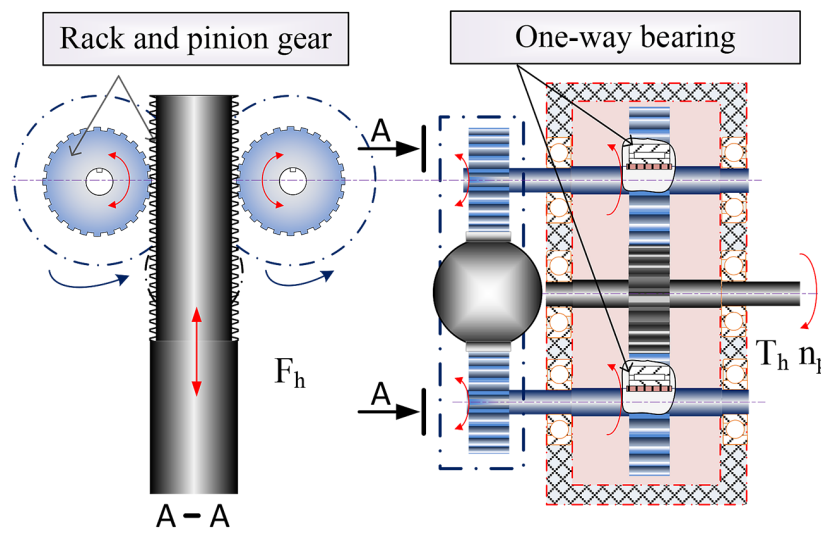 Rack and pinion gear
One-way bearing
A
A
F_h
T_h
A – A